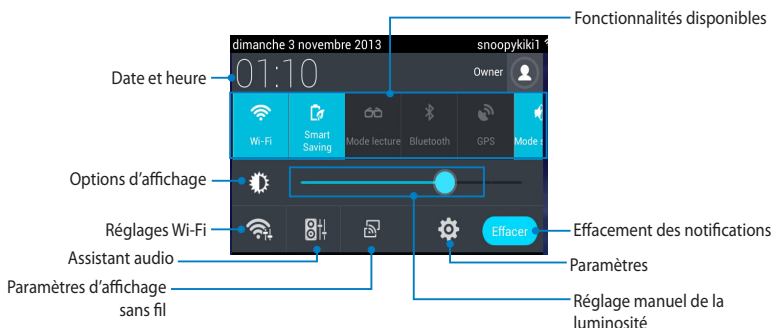 Fonctionnalités disponibles
dimanche 3 novembre 2013
snoopykiki1
Date et heure
01:10
Owner
Wi-Fi
Smart Saving
Mode lecture
Bluetooth
GPS
Mode s
Options d'affichage
Réglages Wi-Fi
Effacer
Effacement des notifications
Assistant audio
Paramètres
Paramètres d'affichage
sans fil
Réglage manuel de la
luminosité